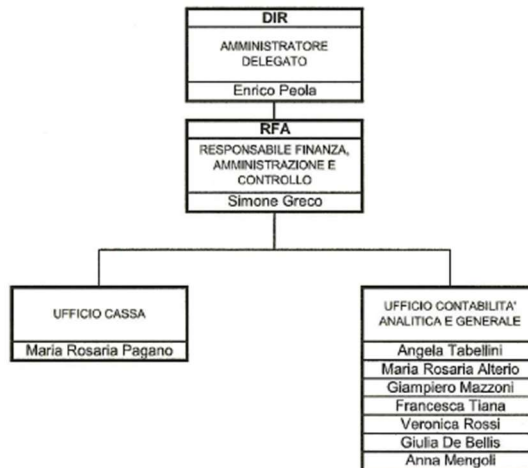 DIR
AMMINISTRATORE
DELEGATO
Enrico Peola
RFA
RESPONSABILE FINANZA,
AMMINISTRAZIONE E
CONTROLLO
Simone Greco
UFFICIO CASSA
Maria Rosaria Pagano
UFFICIO CONTABILITA'
ANALITICA E GENERALE
Angela Tabellini
Maria Rosaria Alterio
Giampiero Mazzoni
Francesca Tiana
Veronica Rossi
Giulia De Bellis
Anna Mengoli